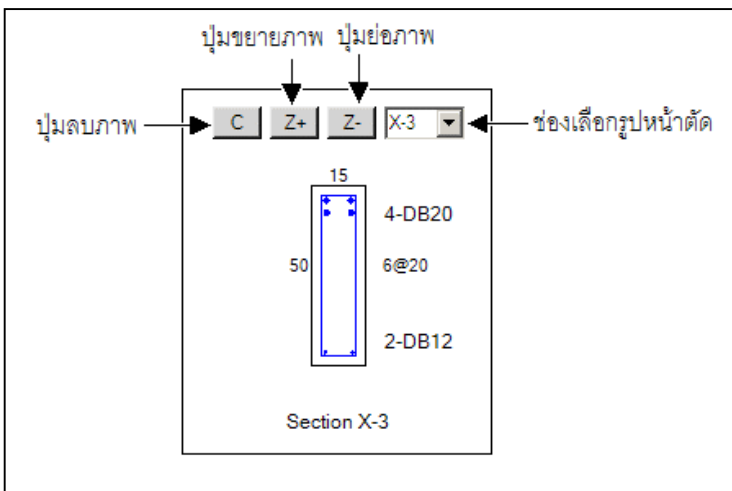 ปุ่มขยายภาพ ปุ่มย่อภาพ
ปุ่มลบภาพ C Z+ Z- X-3 ช่องเลือกรูปหน้าตัด
15
4-DB20
50 6@20
2-DB12
Section X-3